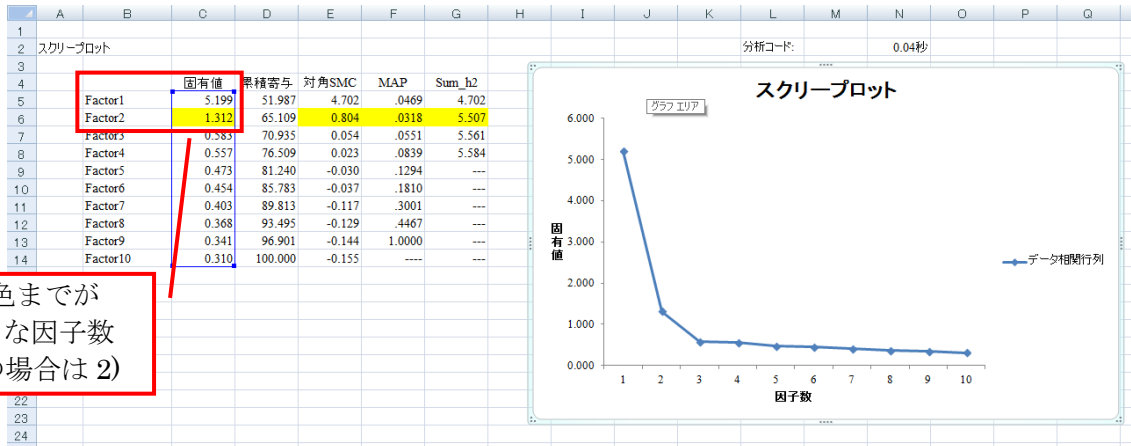 A B C D E F G H I J K L M N O P Q
1
2 スクリープロット 分析コード: 0.04秒
3
4 固有値 累積寄与 対角SMC MAP Sum_h2
5 Factor1 5.199 51.987 4.702 .0469 4.702
6 Factor2 1.312 65.109 0.804 .0318 5.507
7 Factor3 0.583 70.935 0.054 .0551 5.561
8 Factor4 0.557 76.509 0.023 .0839 5.584
9 Factor5 0.473 81.240 -0.030 .1294 ---
10 Factor6 0.454 85.783 -0.037 .1810 ---
11 Factor7 0.403 89.813 -0.117 .3001 ---
12 Factor8 0.368 93.495 -0.129 .4467 ---
13 Factor9 0.341 96.901 -0.144 1.0000 ---
14 Factor10 0.310 100.000 -0.155 ---- ---
色までが
な因子数
場合は 2)
22
23
24
スクリープロット
グラフ エリア
6.000
5.000
4.000
3.000
2.000
1.000
0.000
固有値
1 2 3 4 5 6 7 8 9 10
因子数
データ相関行列